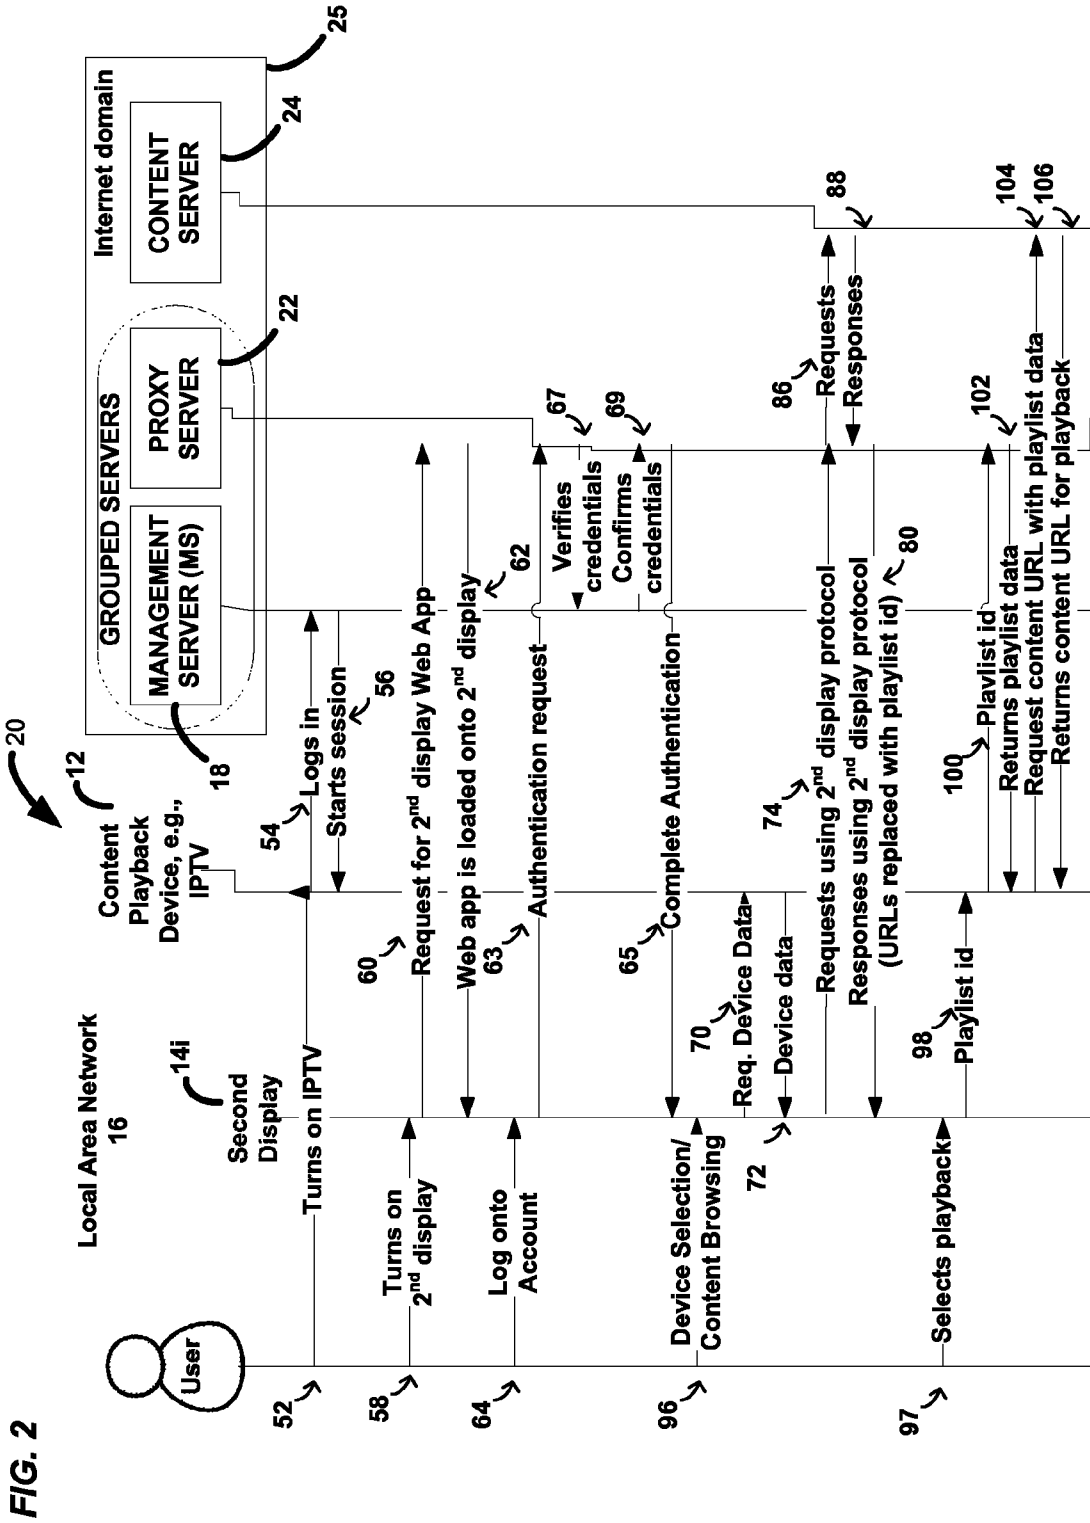 FIG. 2
20
Local Area Network
16
User
Second
Display
14i
Content
Playback
Device, e.g.,
IPTV
12
Internet domain
25
GROUPED SERVERS
MANAGEMENT
SERVER (MS)
18
PROXY
SERVER
22
CONTENT
SERVER
24
52
Turns on IPTV
54
Logs in
Starts session
56
58
Turns on
2nd display
60
Request for 2nd display Web App
Web app is loaded onto 2nd display
62
64
Log onto
Account
63
Authentication request
67
Verifies
credentials
69
Confirms
credentials
65
Complete Authentication
96
Device Selection/
Content Browsing
70
Req. Device Data
Device data
72
74
Requests using 2nd display protocol
86
Requests
88
Responses
Responses using 2nd display protocol
(URLs replaced with playlist id)
80
97
Selects playback
98
Playlist id
100
Playlist id
102
Returns playlist data
104
Request content URL with playlist data
106
Returns content URL for playback